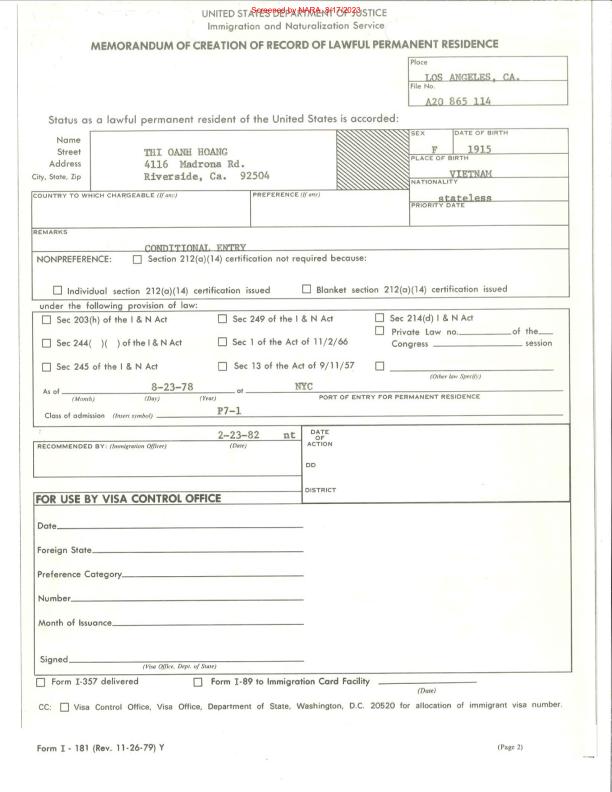 UNITED STATES DEPARTMENT OF JUSTICE
Screened by NARA, 8/17/2023
Immigration and Naturalization Service
MEMORANDUM OF CREATION OF RECORD OF LAWFUL PERMANENT RESIDENCE
Place
LOS ANGELES, CA.
File No.
A20 865 114
Status as a lawful permanent resident of the United States is accorded:
Name THI OANH HOANG
Street Address 4116 Madrona Rd.
City, State, Zip Riverside, Ca. 92504
SEX DATE OF BIRTH
F 1915
PLACE OF BIRTH
VIETNAM
NATIONALITY
stateless
COUNTRY TO WHICH CHARGEABLE (If any) PREFERENCE (If any) PRIORITY DATE
REMARKS
CONDITIONAL ENTRY
NONPREFERENCE: Section 212(a)(14) certification not required because:
Individual section 212(a)(14) certification issued Blanket section 212(a)(14) certification issued
under the following provision of law:
Sec 203(h) of the I & N Act Sec 249 of the I & N Act Sec 214(d) I & N Act
Private Law no. of the
Sec 244( )( ) of the I & N Act Sec 1 of the Act of 11/2/66 Congress session
Sec 245 of the I & N Act Sec 13 of the Act of 9/11/57
(Other law Specify)
As of 8-23-78 at NYC
(Month) (Day) (Year) PORT OF ENTRY FOR PERMANENT RESIDENCE
Class of admission (Insert symbol) P7-1
2-23-82 nt
RECOMMENDED BY: (Immigration Officer) (Date)
DATE
OF
ACTION
DD
DISTRICT
FOR USE BY VISA CONTROL OFFICE
Date
Foreign State
Preference Category
Number
Month of Issuance
Signed
(Visa Office, Dept. of State)
Form I-357 delivered Form I-89 to Immigration Card Facility
(Date)
CC: Visa Control Office, Visa Office, Department of State, Washington, D.C. 20520 for allocation of immigrant visa number.
Form I - 181 (Rev. 11-26-79) Y (Page 2)